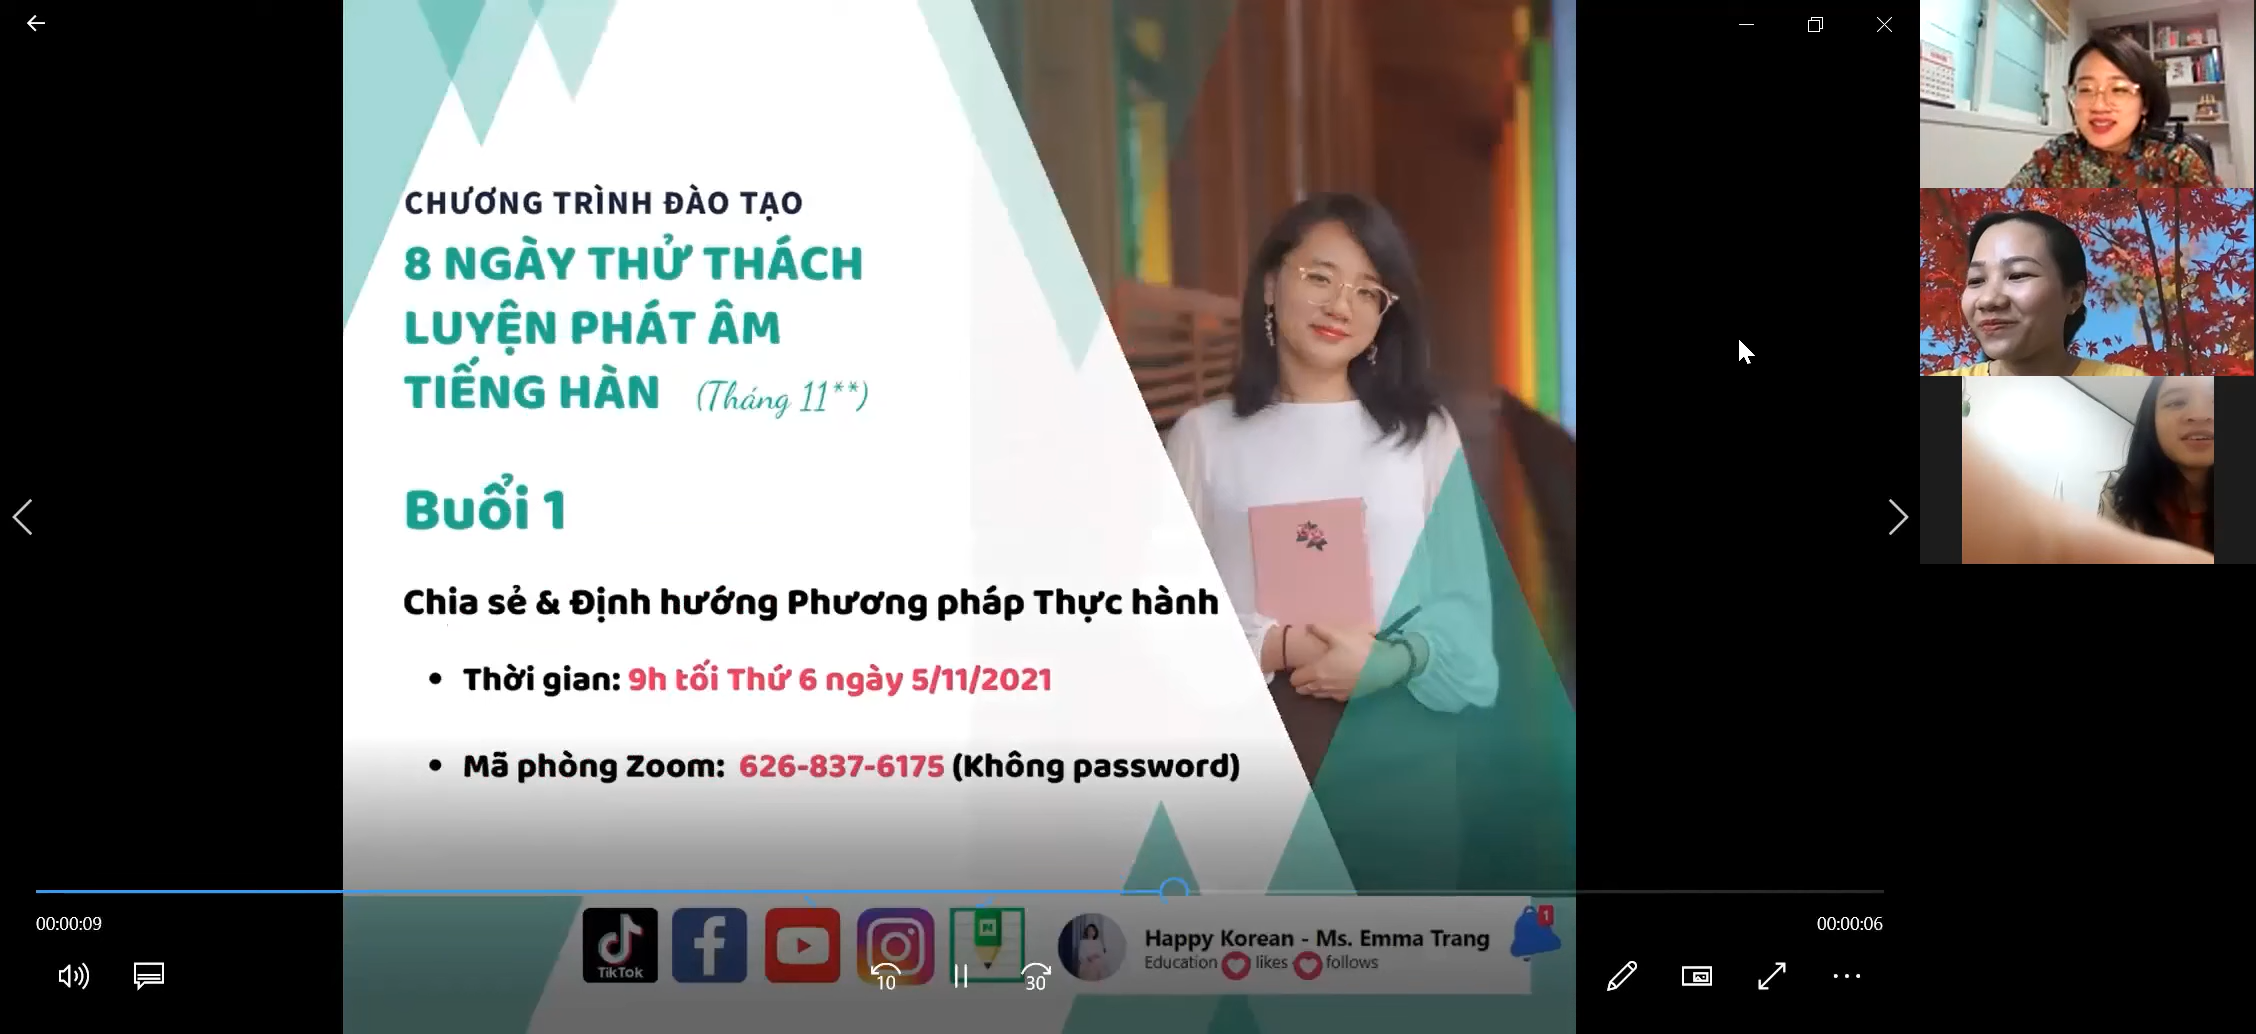 CHƯƠNG TRÌNH ĐÀO TẠO
8 NGÀY THỬ THÁCH
LUYỆN PHÁT ÂM
TIẾNG HÀN (Tháng 11**)
Buổi 1
Chia sẻ & Định hướng Phương pháp Thực hành
• Thời gian: 9h tối Thứ 6 ngày 5/11/2021
• Mã phòng Zoom: 626-837-6175 (Không password)
00:00:09
00:00:06
TikTok
Happy Korean - Ms. Emma Trang
Education likes follows
1
10
30